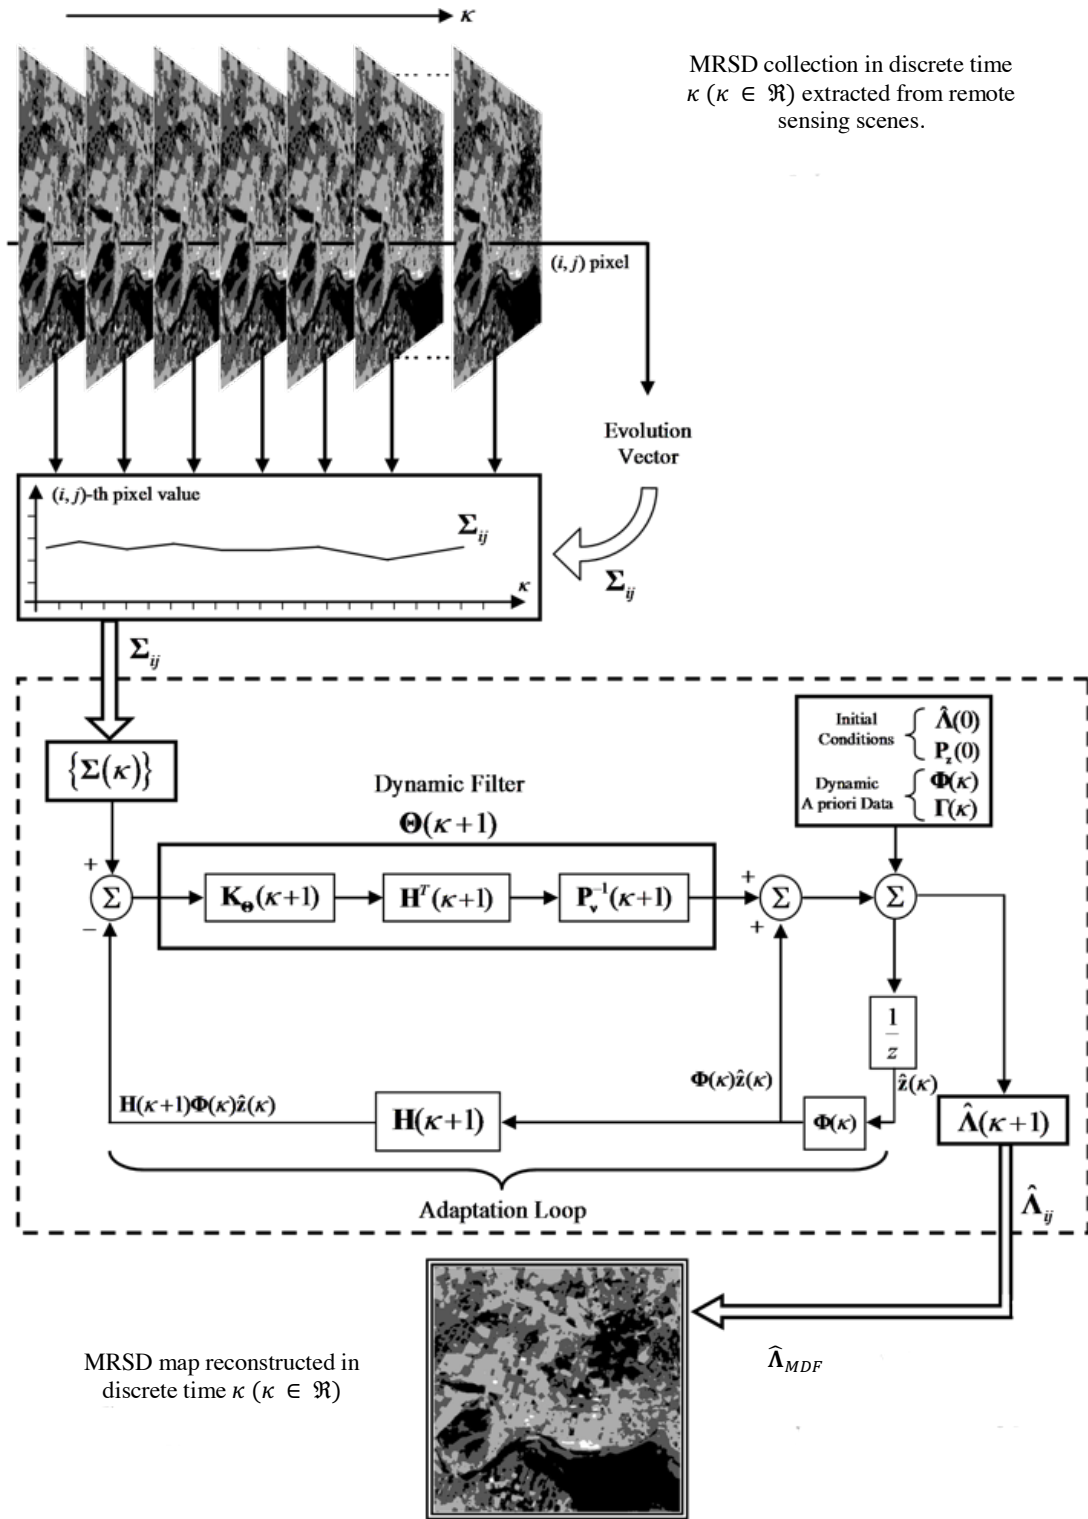 κ
MRSD collection in discrete time
κ (κ ∈ ℜ) extracted from remote
sensing scenes.
(i, j) pixel
Evolution
Vector
(i, j)-th pixel value
Σij
κ
Σij
Σij
{Σ(κ)}
Initial
Conditions
Λ̂(0)
Pz(0)
Dynamic
A priori Data
Φ(κ)
Γ(κ)
Dynamic Filter
Θ(κ+1)
+
Σ
−
KΘ(κ+1)
Hᵀ(κ+1)
Pν⁻¹(κ+1)
+
Σ
+
Σ
1
z
ẑ(κ)
Φ(κ)ẑ(κ)
H(κ+1)Φ(κ)ẑ(κ)
H(κ+1)
Φ(κ)
Λ̂(κ+1)
Adaptation Loop
Λ̂ij
Λ̂MDF
MRSD map reconstructed in
discrete time κ (κ ∈ ℜ)